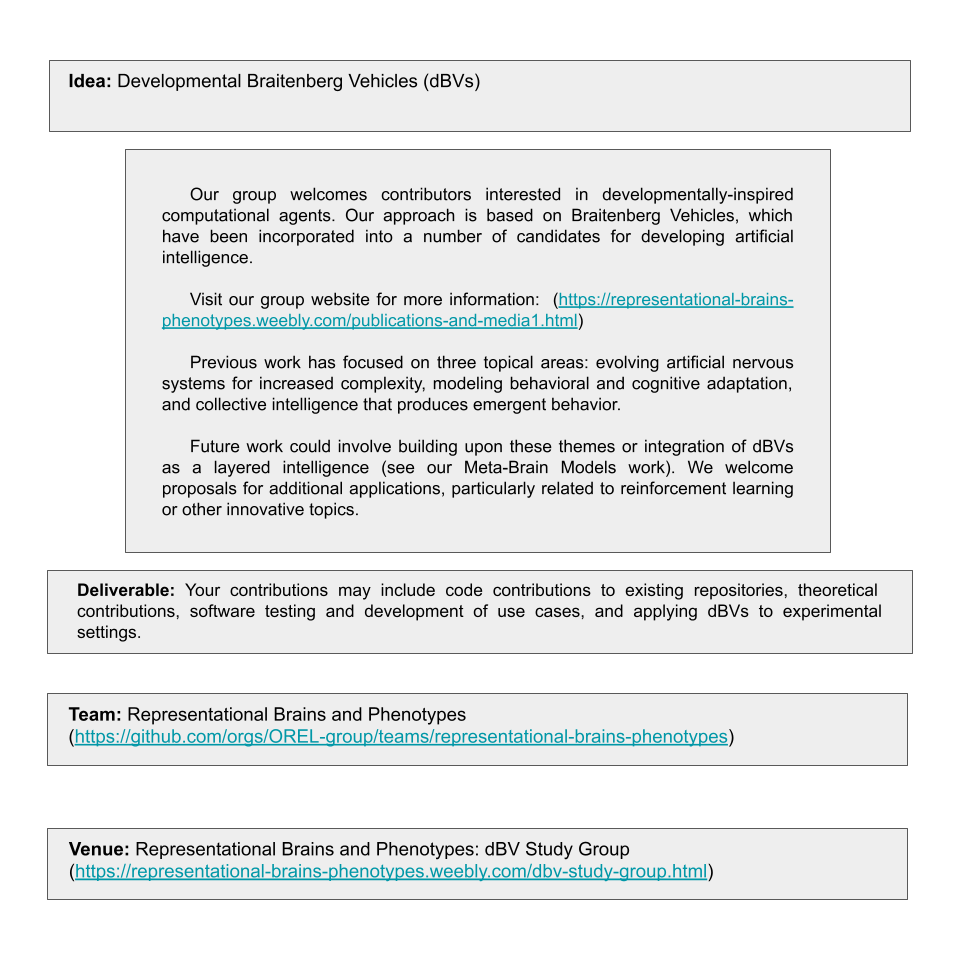 Idea: Developmental Braitenberg Vehicles (dBVs)
Our group welcomes contributors interested in developmentally-inspired
computational agents. Our approach is based on Braitenberg Vehicles, which
have been incorporated into a number of candidates for developing artificial
intelligence.
Visit our group website for more information: (https://representational-brains-
phenotypes.weebly.com/publications-and-media1.html)
Previous work has focused on three topical areas: evolving artificial nervous
systems for increased complexity, modeling behavioral and cognitive adaptation,
and collective intelligence that produces emergent behavior.
Future work could involve building upon these themes or integration of dBVs
as a layered intelligence (see our Meta-Brain Models work). We welcome
proposals for additional applications, particularly related to reinforcement learning
or other innovative topics.
Deliverable: Your contributions may include code contributions to existing repositories, theoretical
contributions, software testing and development of use cases, and applying dBVs to experimental
settings.
Team: Representational Brains and Phenotypes
(https://github.com/orgs/OREL-group/teams/representational-brains-phenotypes)
Venue: Representational Brains and Phenotypes: dBV Study Group
(https://representational-brains-phenotypes.weebly.com/dbv-study-group.html)